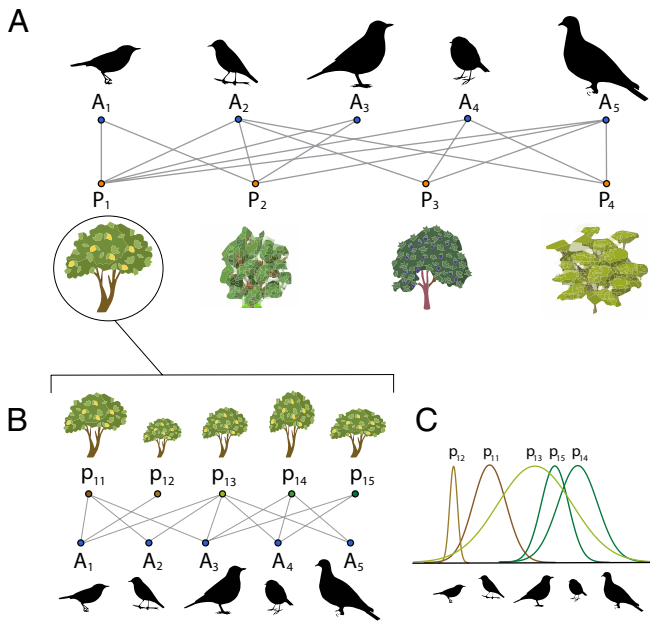 A
A₁ A₂ A₃ A₄ A₅
P₁ P₂ P₃ P₄
B
p₁₁ p₁₂ p₁₃ p₁₄ p₁₅
A₁ A₂ A₃ A₄ A₅
C
p₁₂ p₁₁ p₁₃ p₁₅ p₁₄